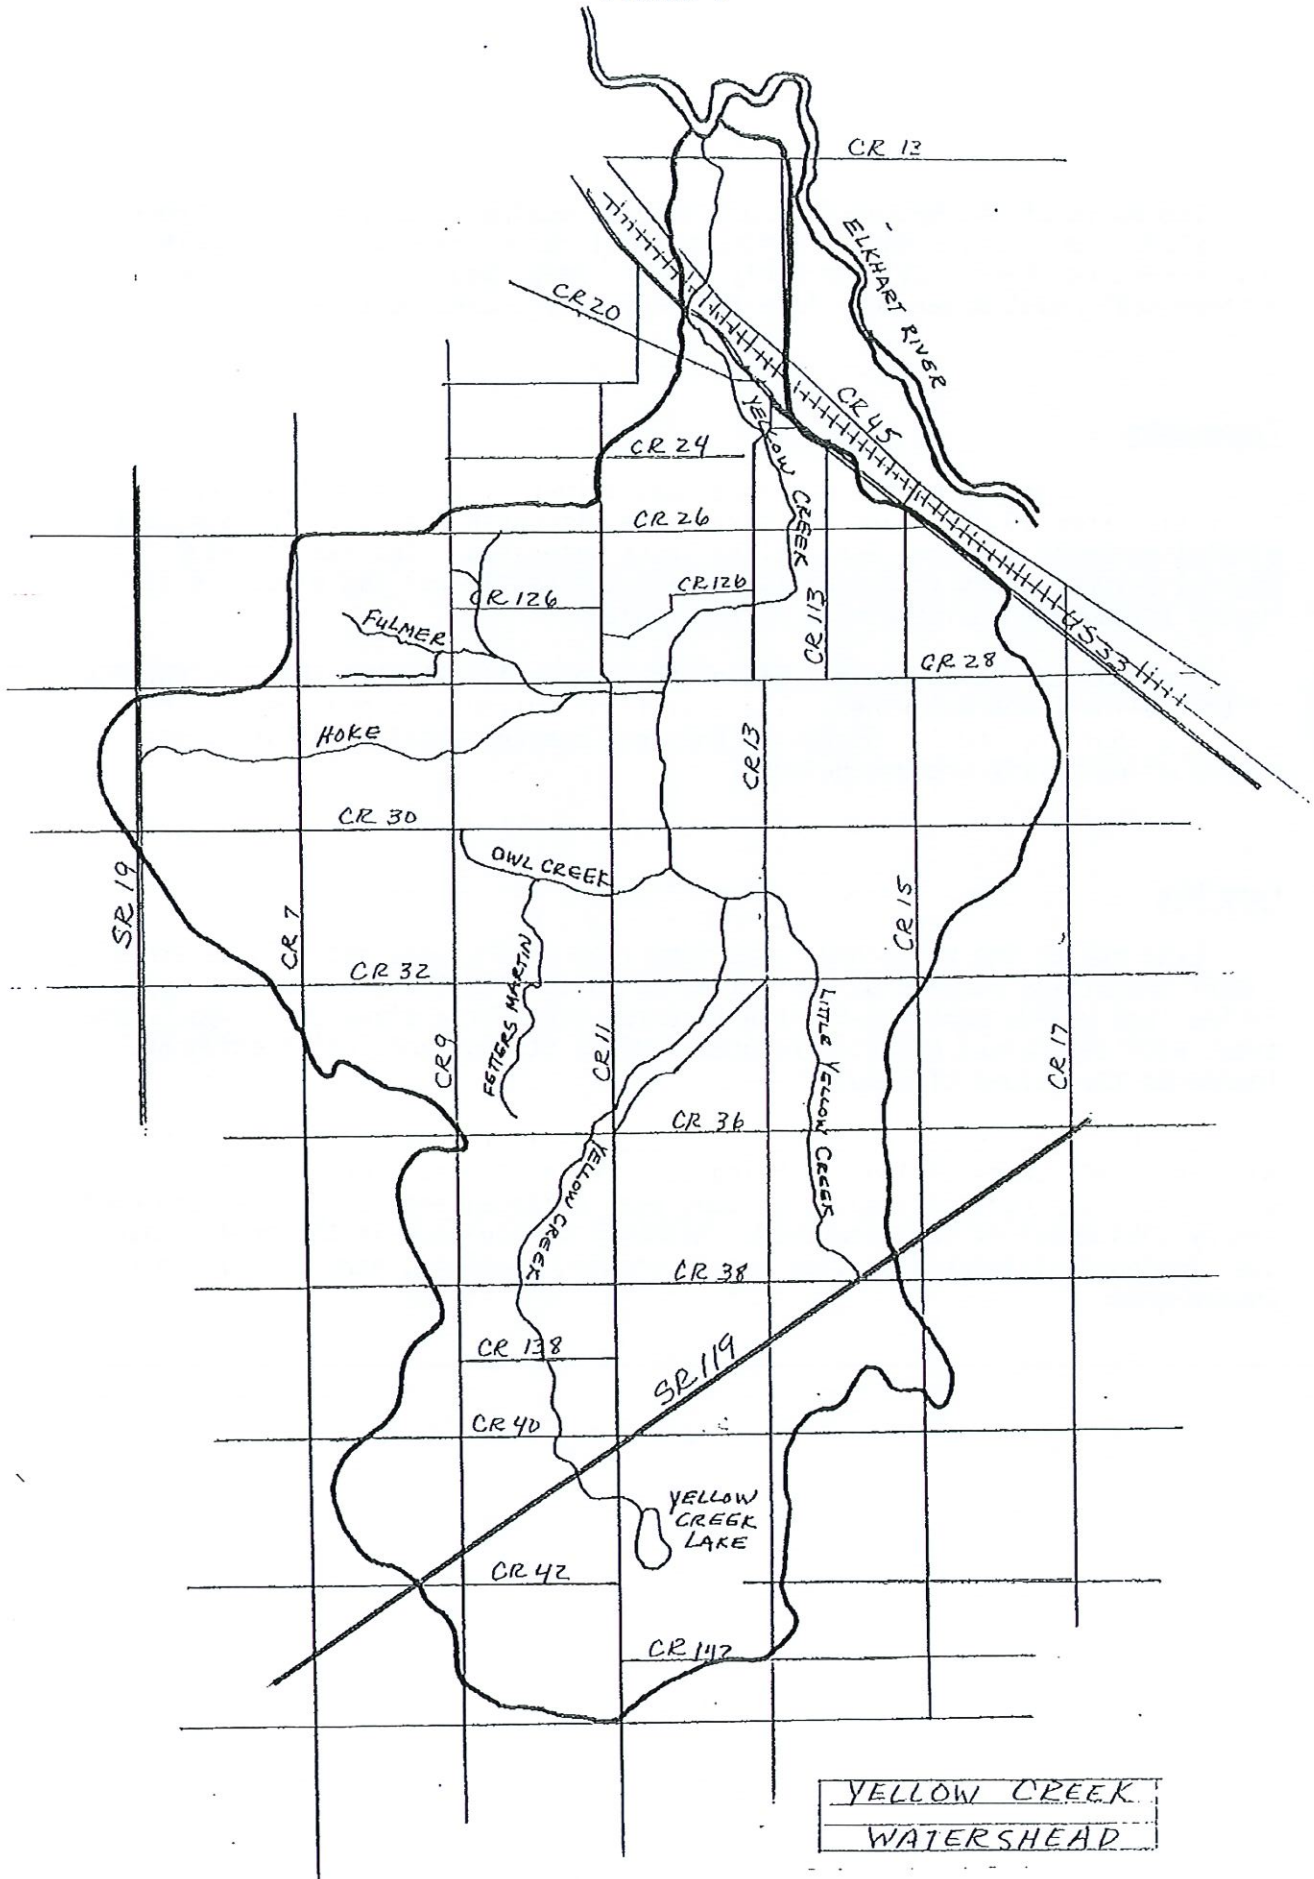 CR 13
ELKHART RIVER
CR 20
CR 45
YELLOW CREEK
CR 24
CR 26
CR 126
CR 126
FULMER
CR 113
CR 28
US 33
HOKE
CR 13
CR 30
OWL CREEK
SR 19
CR 7
CR 15
CR 32
FETTERS MARTIN
LITTLE YELLOW CREEK
CR 9
CR 11
CR 17
CR 36
YELLOW CREEK
CR 38
CR 138
SR 119
CR 40
YELLOW
CREEK
LAKE
CR 42
CR 142
YELLOW CREEK
WATERSHEAD